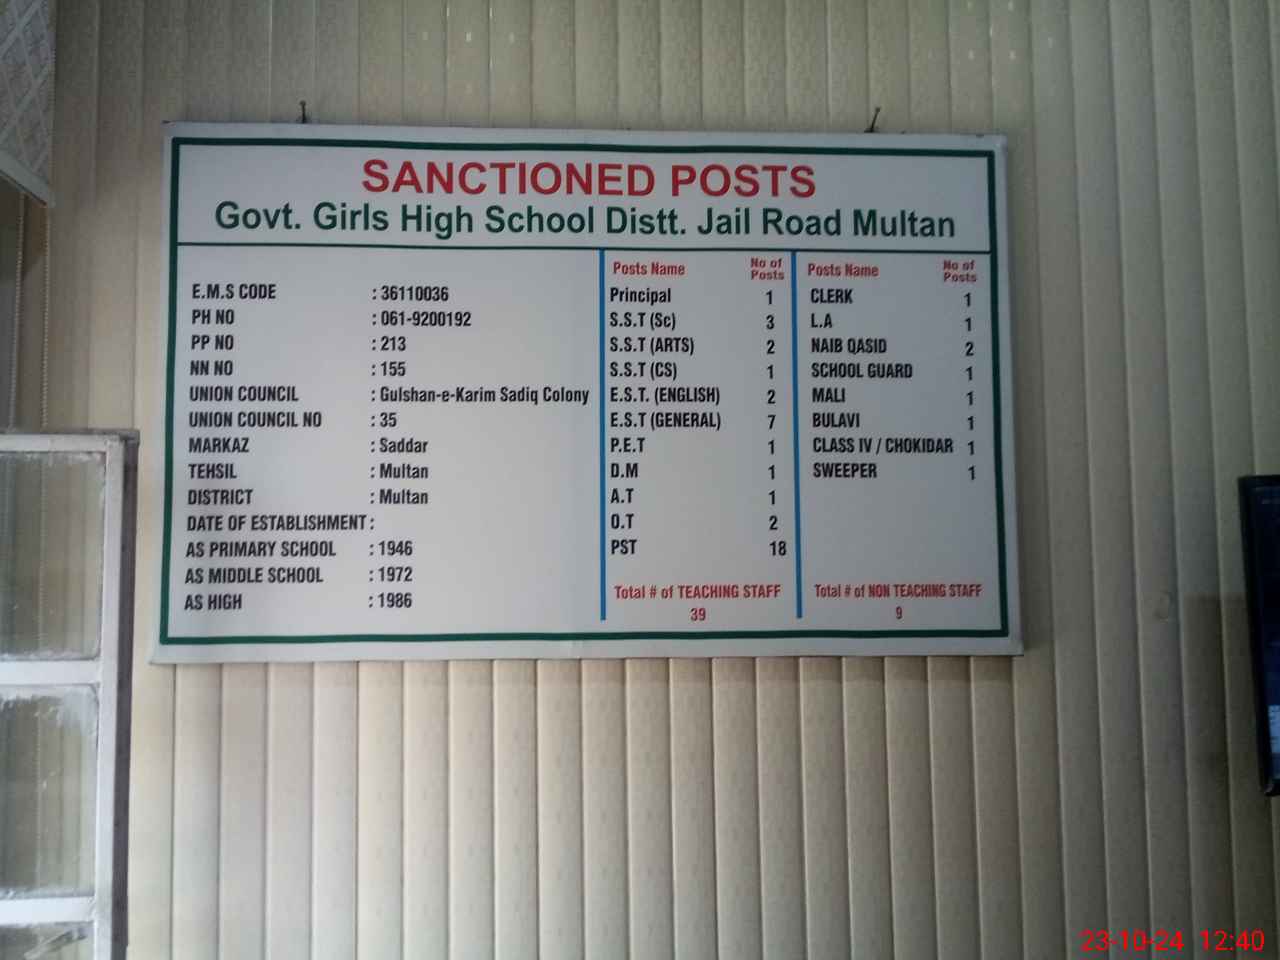 SANCTIONED POSTS
Govt. Girls High School Distt. Jail Road Multan
E.M.S CODE : 36110036
PH NO : 061-9200192
PP NO : 213
NN NO : 155
UNION COUNCIL : Gulshan-e-Karim Sadiq Colony
UNION COUNCIL NO : 35
MARKAZ : Saddar
TEHSIL : Multan
DISTRICT : Multan
DATE OF ESTABLISHMENT :
AS PRIMARY SCHOOL : 1946
AS MIDDLE SCHOOL : 1972
AS HIGH : 1986
Posts Name No of Posts
Principal 1
S.S.T (Sc) 3
S.S.T (ARTS) 2
S.S.T (CS) 1
E.S.T. (ENGLISH) 2
E.S.T (GENERAL) 7
P.E.T 1
D.M 1
A.T 1
O.T 2
PST 18
Total # of TEACHING STAFF
39
Posts Name No of Posts
CLERK 1
L.A 1
NAIB QASID 2
SCHOOL GUARD 1
MALI 1
BULAVI 1
CLASS IV / CHOKIDAR 1
SWEEPER 1
Total # of NON TEACHING STAFF
9
23-10-24 12:40